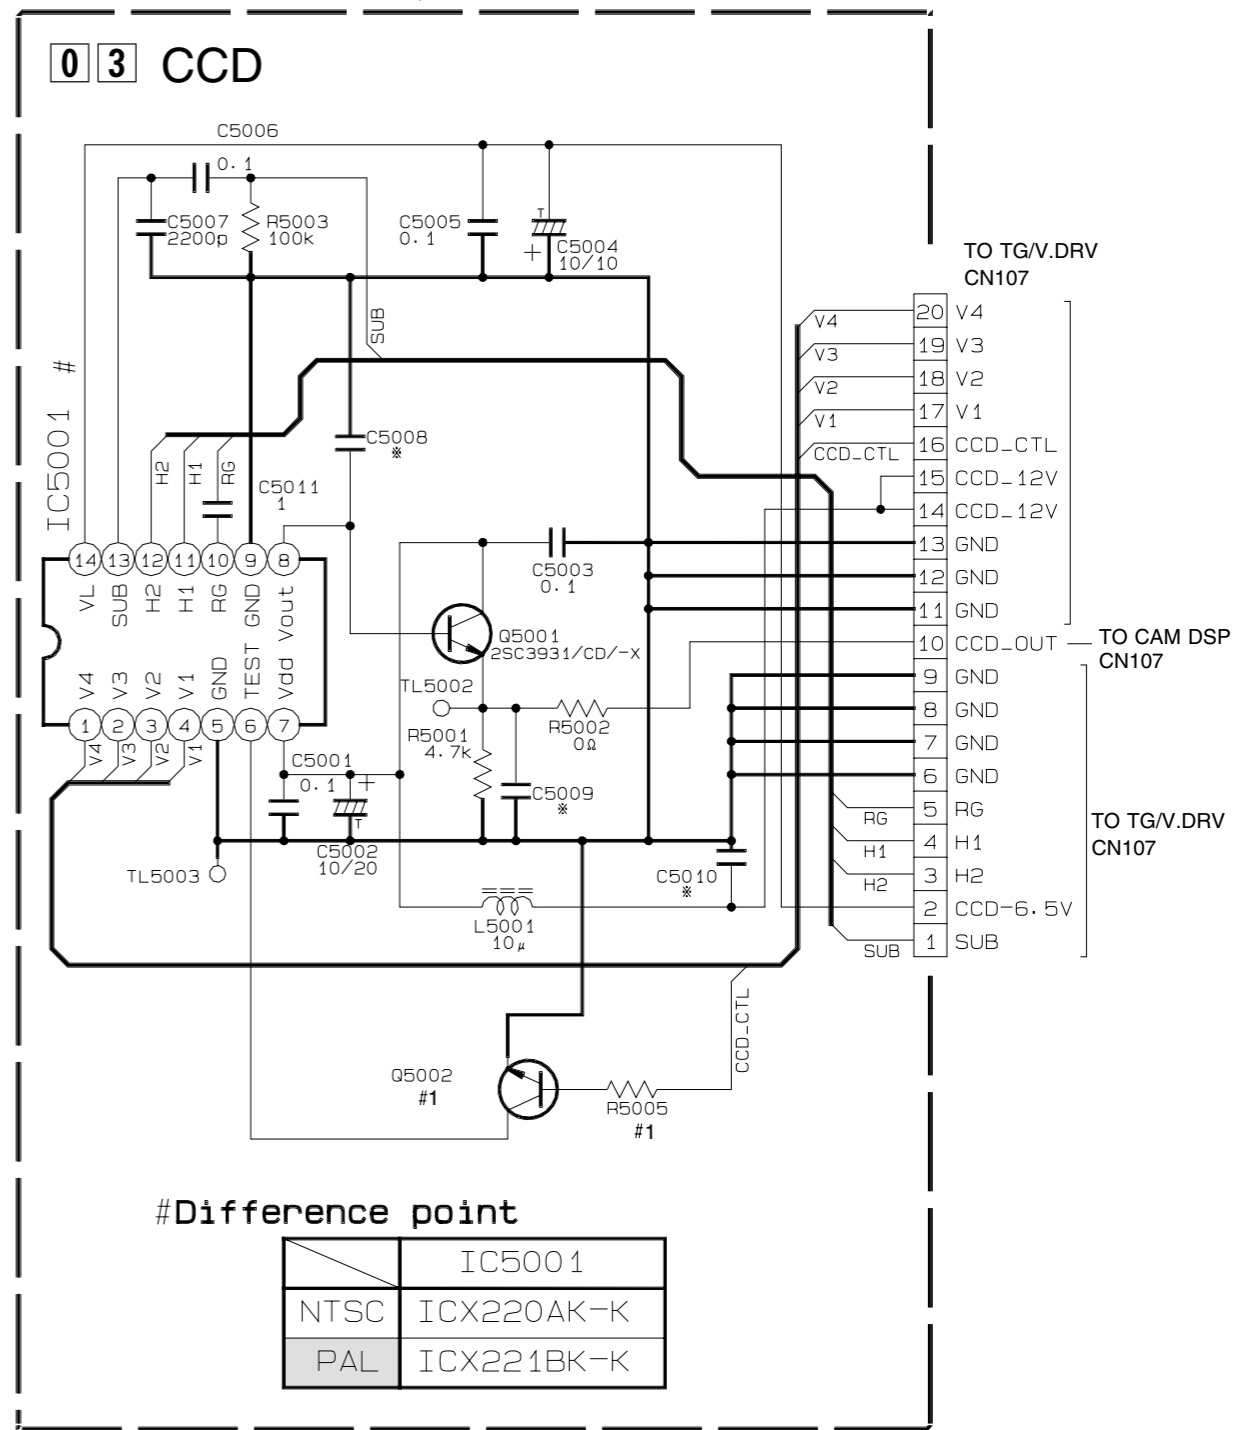 0 3 CCD
C5006
0.1
C5007
2200p
R5003
100k
C5005
0.1
T
+
C5004
10/10
TO TG/V.DRV
CN107
SUB
IC5001 #
H2
H1
RG
C5011
1
C5008
※
V4
V3
V2
V1
CCD_CTL
20 V4
19 V3
18 V2
17 V1
16 CCD_CTL
15 CCD_12V
14 CCD_12V
13 GND
12 GND
11 GND
10 CCD_OUT
TO CAM DSP
CN107
9 GND
8 GND
7 GND
6 GND
5 RG
4 H1
3 H2
2 CCD-6.5V
1 SUB
TO TG/V.DRV
CN107
RG
H1
H2
SUB
14 13 12 11 10 9 8
VL
SUB
H2
H1
RG
GND
Vout
V4
V3
V2
V1
GND
TEST
Vdd
1 2 3 4 5 6 7
V4
V3
V2
V1
C5003
0.1
Q5001
2SC3931/CD/-X
TL5002
R5001
4.7k
R5002
0Ω
C5009
※
C5001
0.1
+
T
C5002
10/20
TL5003
C5010
※
L5001
10μ
CCD_CTL
Q5002
#1
R5005
#1
#Difference point
IC5001
NTSC ICX220AK-K
PAL ICX221BK-K